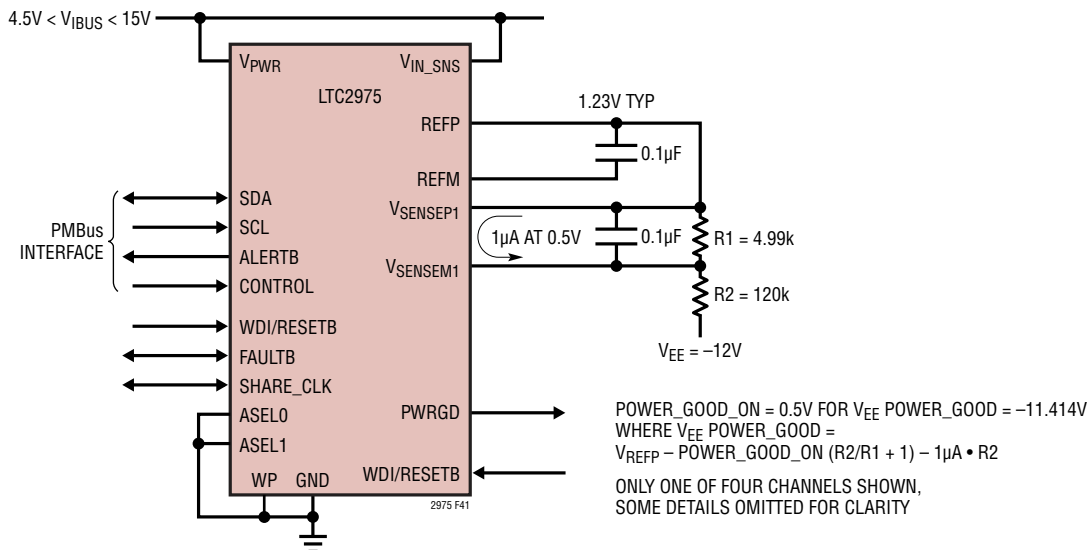 4.5V < VIBUS < 15V
VPWR
VIN_SNS
LTC2975
1.23V TYP
REFP
0.1µF
REFM
SDA
VSENSEP1
PMBus
INTERFACE
SCL
1µA AT 0.5V
0.1µF
R1 = 4.99k
ALERTB
VSENSEM1
CONTROL
R2 = 120k
WDI/RESETB
VEE = –12V
FAULTB
SHARE_CLK
ASEL0
PWRGD
ASEL1
WDI/RESETB
WP
GND
2975 F41
POWER_GOOD_ON = 0.5V FOR VEE POWER_GOOD = –11.414V
WHERE VEE POWER_GOOD =
VREFP – POWER_GOOD_ON (R2/R1 + 1) – 1µA • R2
ONLY ONE OF FOUR CHANNELS SHOWN,
SOME DETAILS OMITTED FOR CLARITY